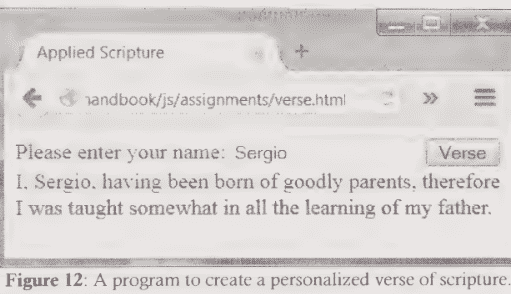 Applied Scripture
+
andbook/js/assignments/verse.html
»
Please enter your name: Sergio
Verse
I, Sergio, having been born of goodly parents, therefore
I was taught somewhat in all the learning of my father.
Figure 12: A program to create a personalized verse of scripture.